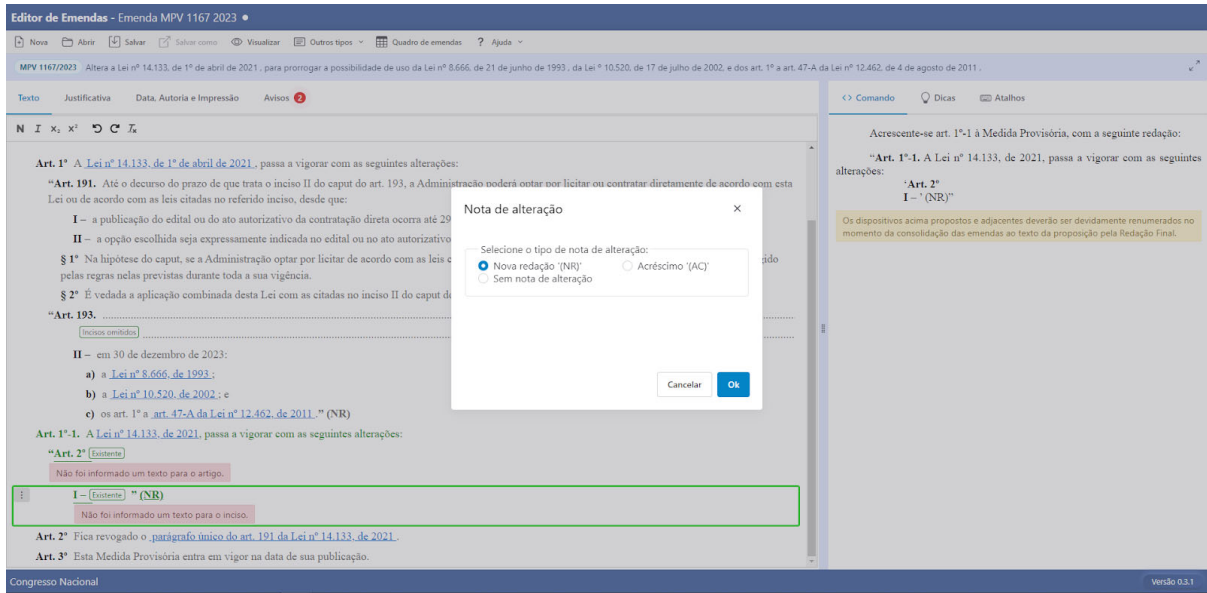 Editor de Emendas - Emenda MPV 1167 2023 ●
Nova Abrir Salvar Salvar como Visualizar Outros tipos Quadro de emendas ? Ajuda
MPV 1167/2023 Altera a Lei nº 14.133, de 1º de abril de 2021 , para prorrogar a possibilidade de uso da Lei nº 8.666, de 21 de junho de 1993 , da Lei º 10.520, de 17 de julho de 2002, e dos art. 1º a art. 47-A da Lei nº 12.462, de 4 de agosto de 2011 .
Texto Justificativa Data, Autoria e Impressão Avisos 2
N I x₂ x² Tx
Art. 1º A Lei nº 14.133, de 1º de abril de 2021 , passa a vigorar com as seguintes alterações:
“Art. 191. Até o decurso do prazo de que trata o inciso II do caput do art. 193, a Administração poderá optar por licitar ou contratar diretamente de acordo com esta
Lei ou de acordo com as leis citadas no referido inciso, desde que:
I – a publicação do edital ou do ato autorizativo da contratação direta ocorra até 29
II – a opção escolhida seja expressamente indicada no edital ou no ato autorizativo
§ 1º Na hipótese do caput, se a Administração optar por licitar de acordo com as leis
pelas regras nelas previstas durante toda a sua vigência.
§ 2º É vedada a aplicação combinada desta Lei com as citadas no inciso II do caput
“Art. 193. ........................................
Incisos omitidos ........................................
II – em 30 de dezembro de 2023:
a) a Lei nº 8.666, de 1993 ;
b) a Lei nº 10.520, de 2002 ; e
c) os art. 1º a art. 47-A da Lei nº 12.462, de 2011 .” (NR)
Art. 1º-1. A Lei nº 14.133, de 2021, passa a vigorar com as seguintes alterações:
“Art. 2º Existente
Não foi informado um texto para o artigo.
I – Existente ” (NR)
Não foi informado um texto para o inciso.
Art. 2º Fica revogado o parágrafo único do art. 191 da Lei nº 14.133, de 2021 .
Art. 3º Esta Medida Provisória entra em vigor na data de sua publicação.
Nota de alteração ×
Selecione o tipo de nota de alteração:
Nova redação '(NR)' Acréscimo '(AC)'
Sem nota de alteração
Cancelar Ok
<> Comando Dicas Atalhos
Acrescente-se art. 1º-1 à Medida Provisória, com a seguinte redação:
“Art. 1º-1. A Lei nº 14.133, de 2021, passa a vigorar com as seguintes
alterações:
‘Art. 2º
I – ’ (NR)”
Os dispositivos acima propostos e adjacentes deverão ser devidamente renumerados no
momento da consolidação das emendas ao texto da proposição pela Redação Final.
Congresso Nacional
Versão 0.3.1